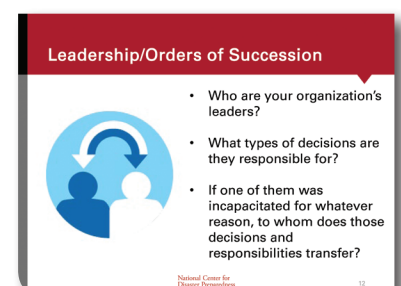 Leadership/Orders of Succession
• Who are your organization's
leaders?
• What types of decisions are
they responsible for?
• If one of them was
incapacitated for whatever
reason, to whom does those
decisions and
responsibilities transfer?
National Center for
Disaster Preparedness
12